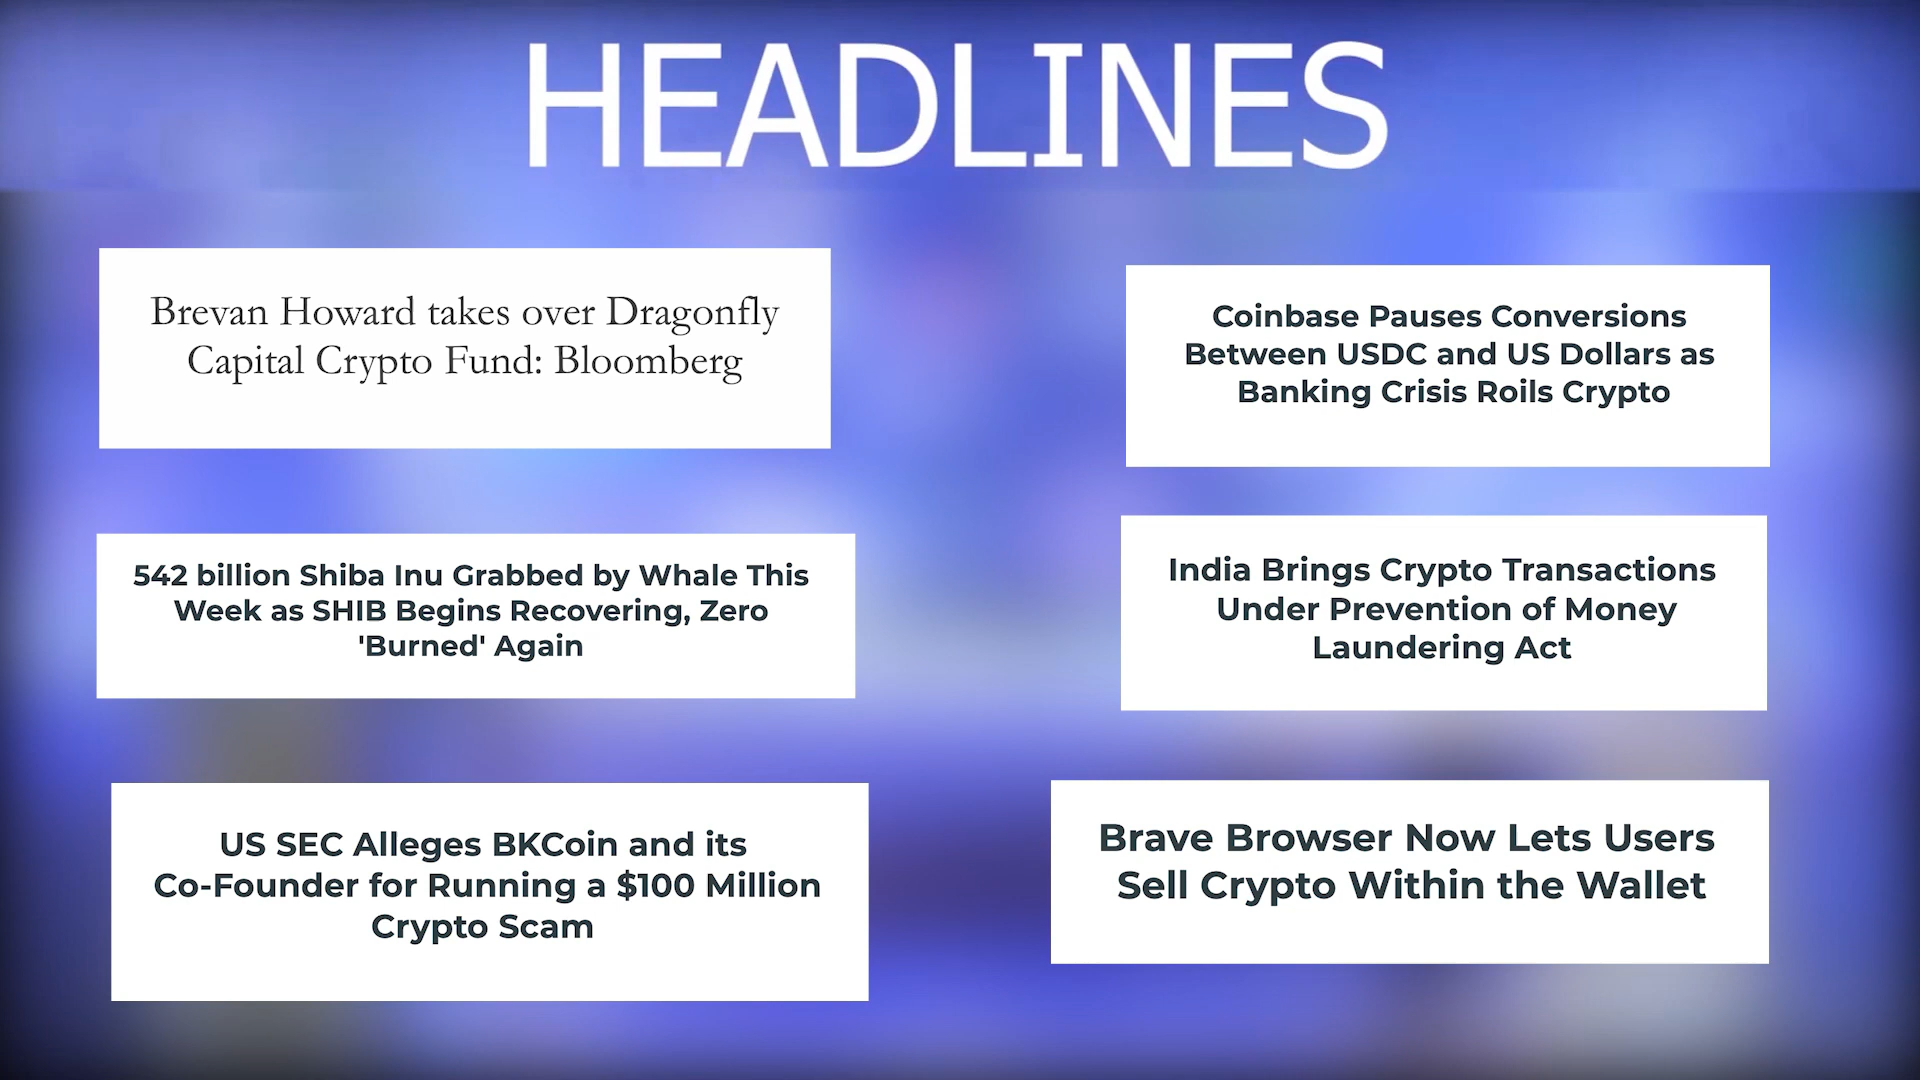 HEADLINES
Brevan Howard takes over Dragonfly
Capital Crypto Fund: Bloomberg
Coinbase Pauses Conversions
Between USDC and US Dollars as
Banking Crisis Roils Crypto
542 billion Shiba Inu Grabbed by Whale This
Week as SHIB Begins Recovering, Zero
'Burned' Again
India Brings Crypto Transactions
Under Prevention of Money
Laundering Act
US SEC Alleges BKCoin and its
Co-Founder for Running a $100 Million
Crypto Scam
Brave Browser Now Lets Users
Sell Crypto Within the Wallet